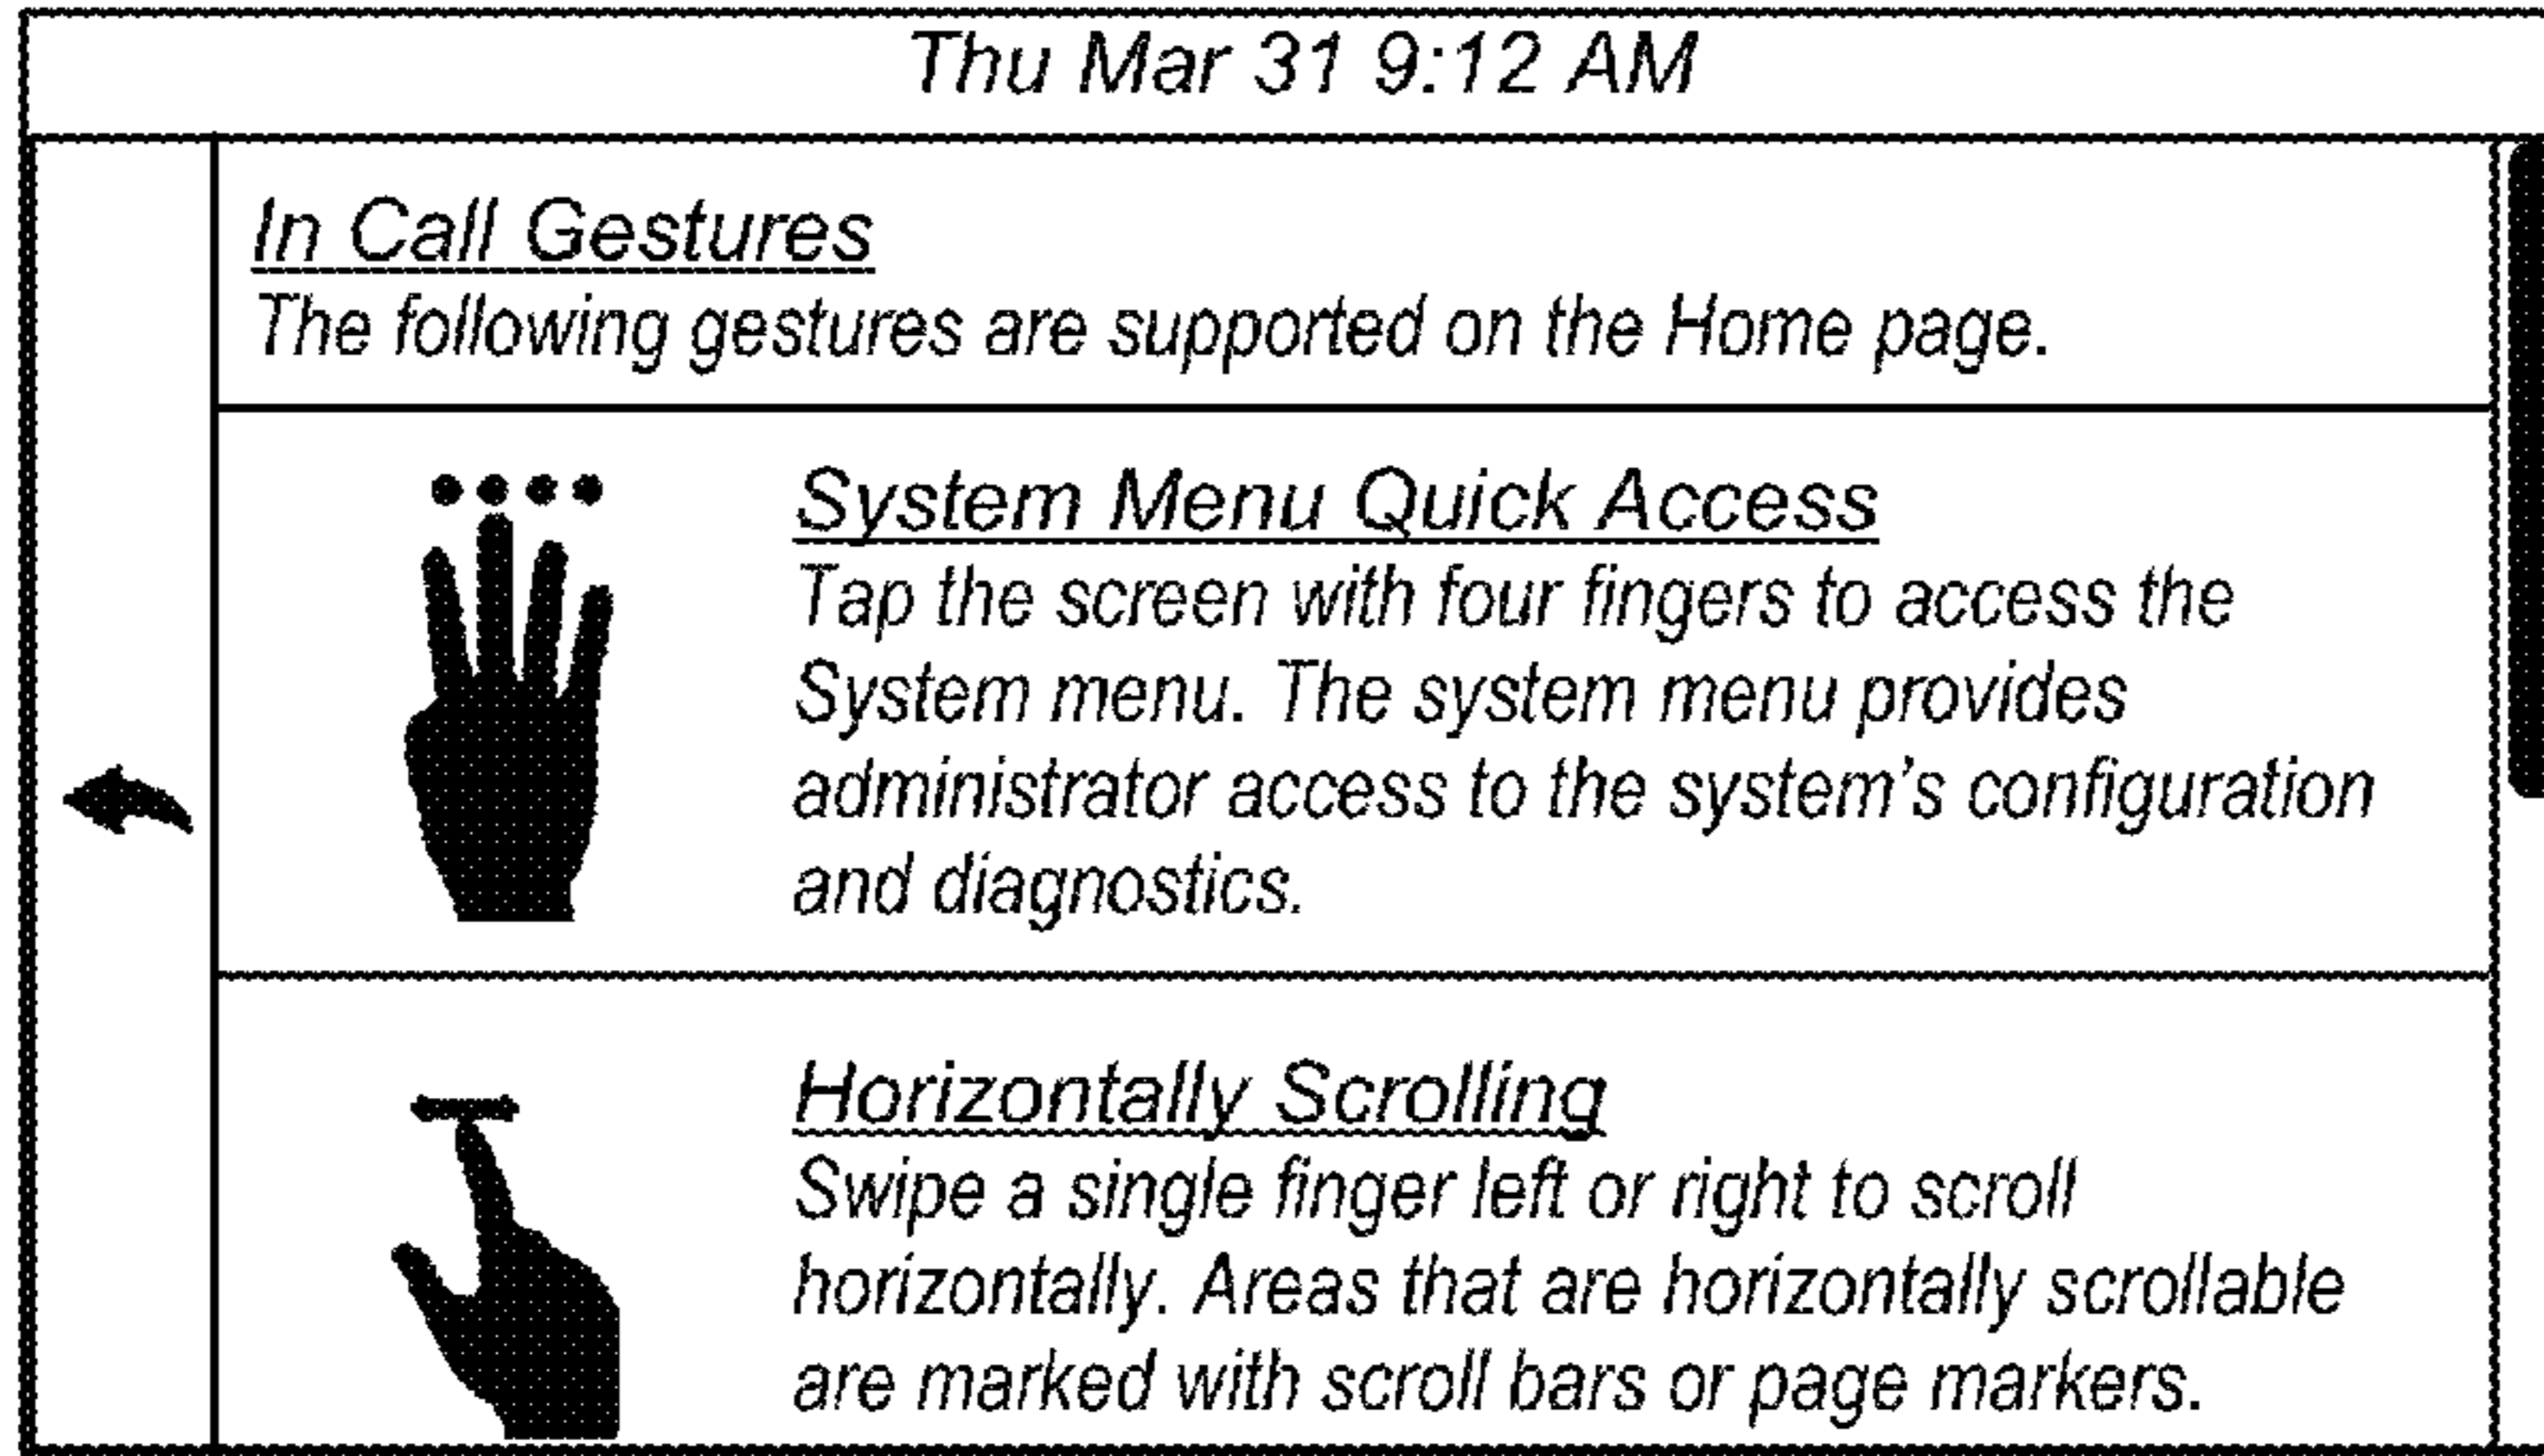 Thu Mar 31 9:12 AM
In Call Gestures
The following gestures are supported on the Home page.
System Menu Quick Access
Tap the screen with four fingers to access the
System menu. The system menu provides
administrator access to the system's configuration
and diagnostics.
Horizontally Scrolling
Swipe a single finger left or right to scroll
horizontally. Areas that are horizontally scrollable
are marked with scroll bars or page markers.